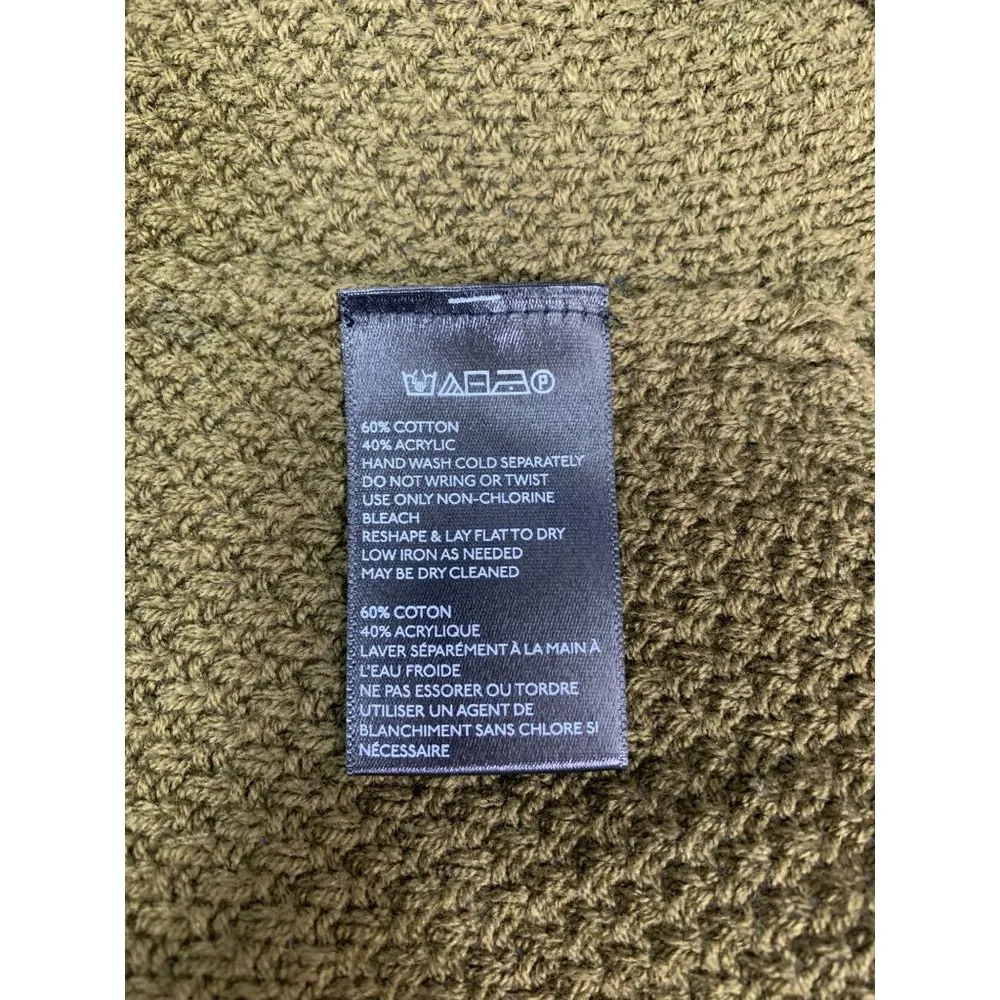 P
60% COTTON
40% ACRYLIC
HAND WASH COLD SEPARATELY
DO NOT WRING OR TWIST
USE ONLY NON-CHLORINE
BLEACH
RESHAPE & LAY FLAT TO DRY
LOW IRON AS NEEDED
MAY BE DRY CLEANED
60% COTON
40% ACRYLIQUE
LAVER SÉPARÉMENT À LA MAIN À
L'EAU FROIDE
NE PAS ESSORER OU TORDRE
UTILISER UN AGENT DE
BLANCHIMENT SANS CHLORE SI
NÉCESSAIRE